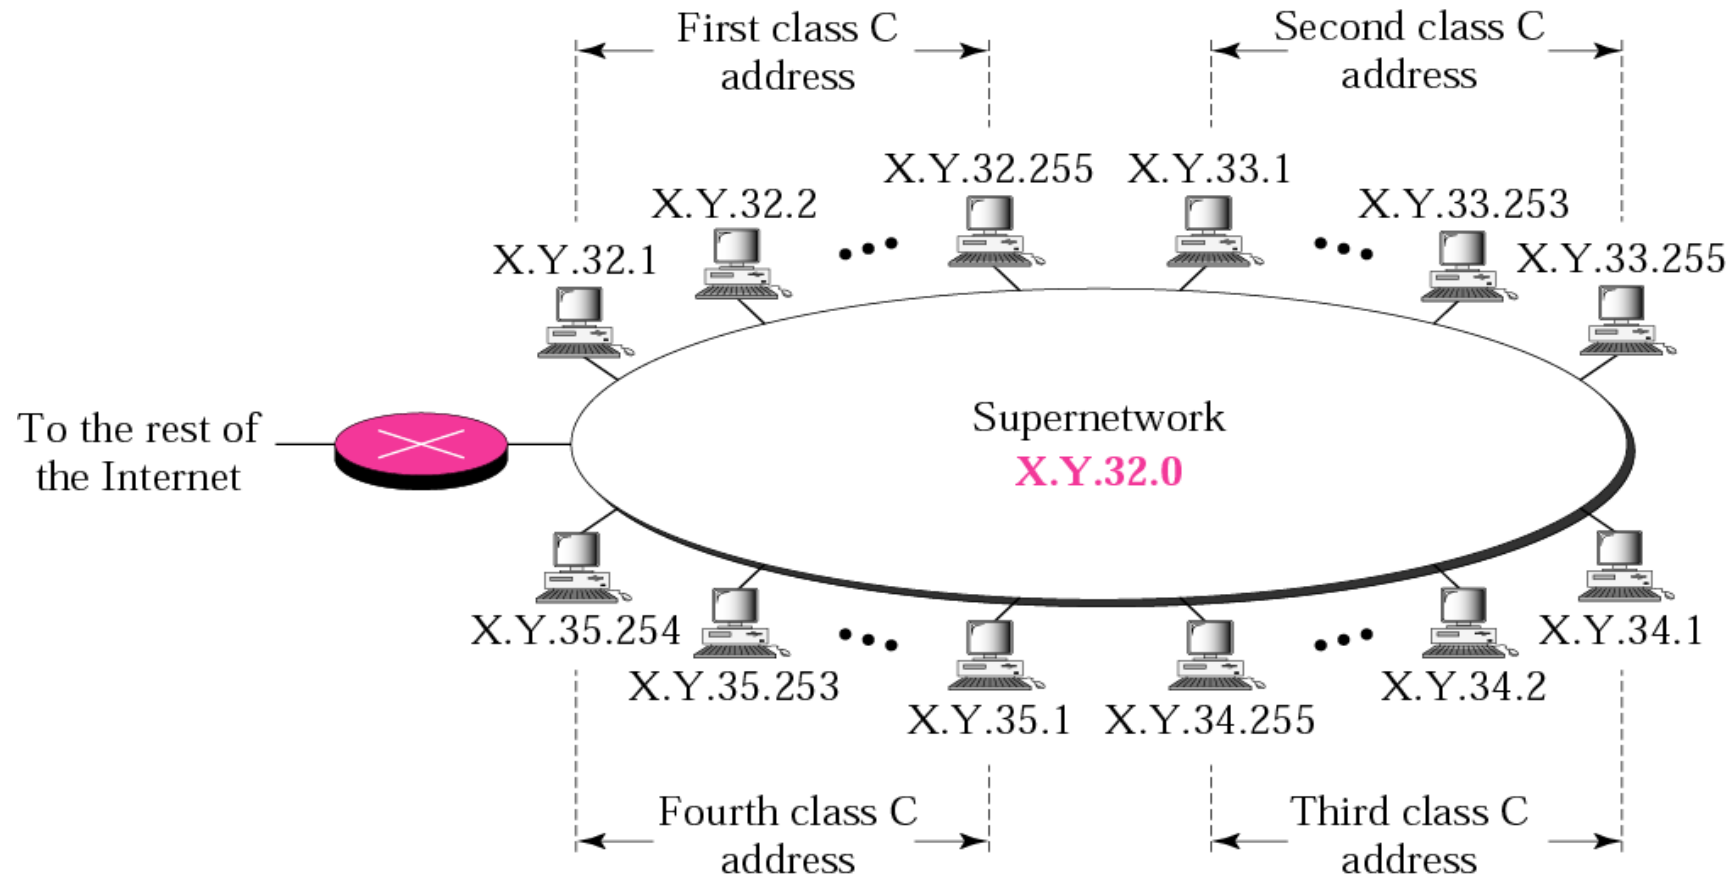 First class C
address
Second class C
address
X.Y.32.255
X.Y.33.1
X.Y.32.2
X.Y.33.253
X.Y.32.1
X.Y.33.255
To the rest of
the Internet
Supernetwork
X.Y.32.0
X.Y.35.254
X.Y.34.1
X.Y.35.253
X.Y.34.2
X.Y.35.1
X.Y.34.255
Fourth class C
address
Third class C
address